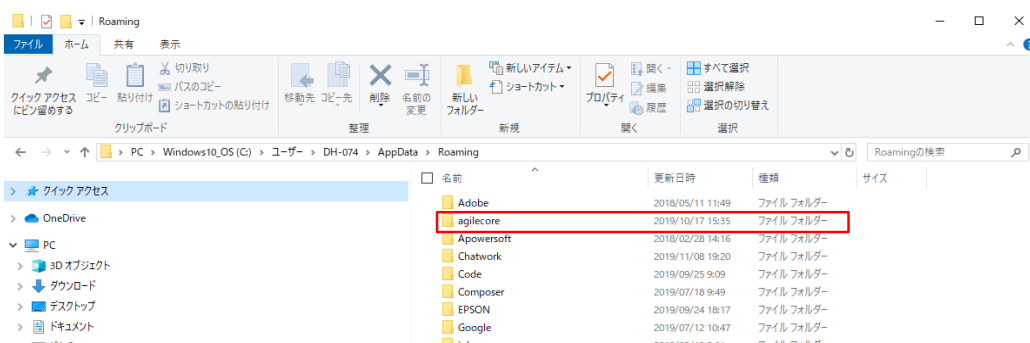 Roaming
ファイル ホーム 共有 表示
クイック アクセスにピン留めする
コピー
貼り付け
切り取り
パスのコピー
ショートカットの貼り付け
クリップボード
移動先
コピー先
削除
名前の変更
整理
新しいフォルダー
新しいアイテム
ショートカット
新規
プロパティ
開く
編集
履歴
開く
すべて選択
選択解除
選択の切り替え
選択
PC > Windows10_OS (C:) > ユーザー > DH-074 > AppData > Roaming
Roamingの検索
名前 更新日時 種類 サイズ
クイック アクセス
OneDrive
PC
3D オブジェクト
ダウンロード
デスクトップ
ドキュメント
Adobe 2018/05/11 11:49 ファイル フォルダー
agilecore 2019/10/17 15:35 ファイル フォルダー
Apowersoft 2018/02/28 14:16 ファイル フォルダー
Chatwork 2019/11/08 19:20 ファイル フォルダー
Code 2019/09/25 9:09 ファイル フォルダー
Composer 2019/07/18 9:49 ファイル フォルダー
EPSON 2019/09/24 18:17 ファイル フォルダー
Google 2019/07/12 10:47 ファイル フォルダー